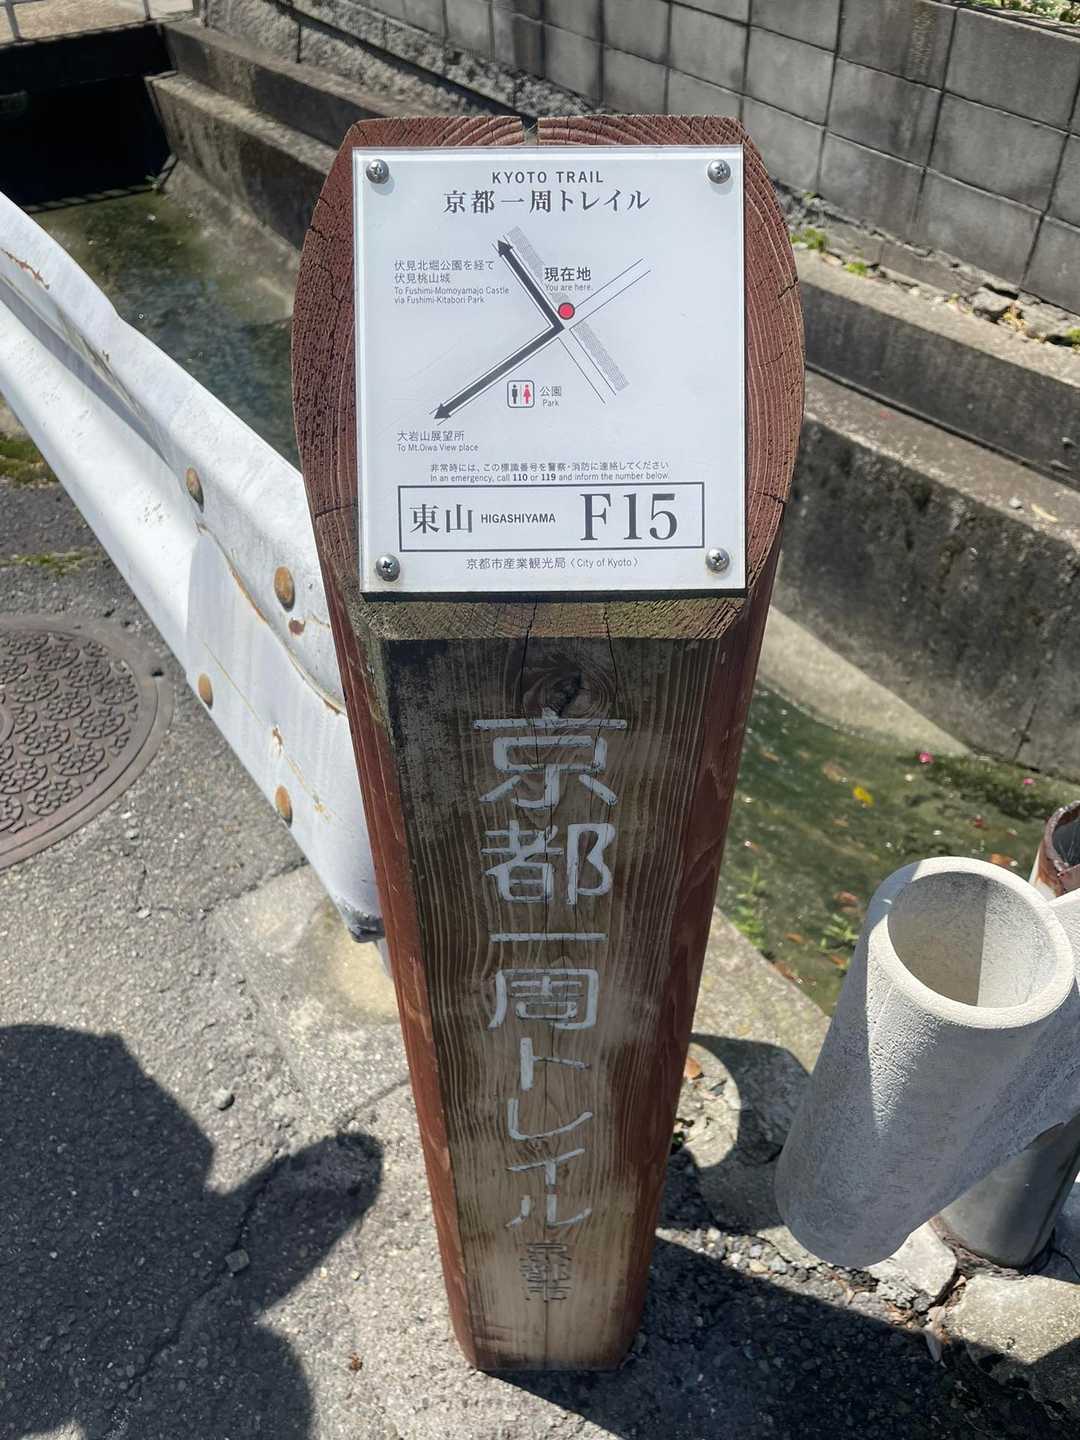 KYOTO TRAIL
京都一周トレイル
伏見北堀公園を経て
伏見桃山城
To Fushimi-Momoyamajo Castle
via Fushimi-Kitabori Park
現在地
You are here.
公園
Park
大岩山展望所
To Mt.Oiwa View place
非常時には、この標識番号を警察・消防に連絡してください
In an emergency, call 110 or 119 and inform the number below.
東山 HIGASHIYAMA F15
京都市産業観光局〈City of Kyoto〉
京都一周トレイル
京都市